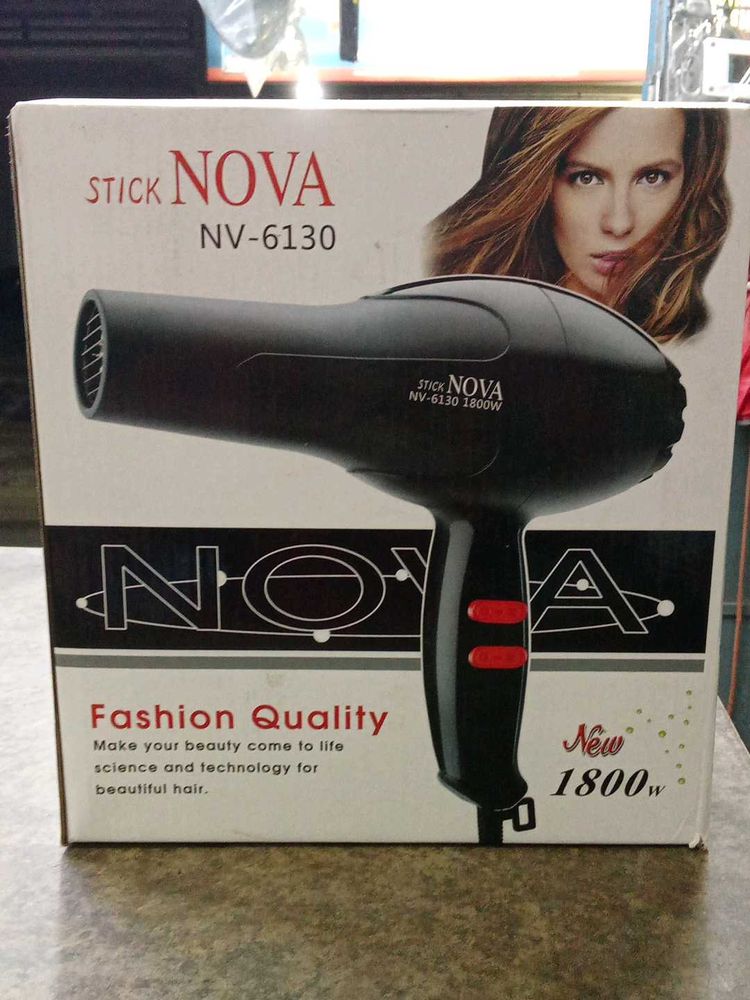 STICK NOVA
NV-6130
STICK NOVA
NV-6130 1800W
NOVA
Fashion Quality
Make your beauty come to life
science and technology for
beautiful hair.
New
1800w